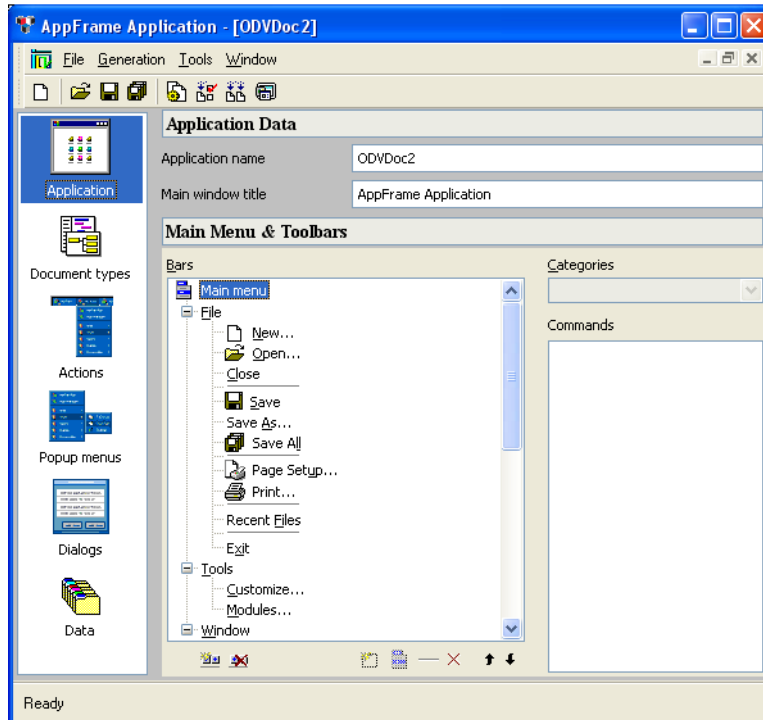 AppFrame Application - [ODVDoc2]
File Generation Tools Window
Application Data
Application name ODVDoc2
Main window title AppFrame Application
Main Menu & Toolbars
Application
Document types
Actions
Popup menus
Dialogs
Data
Bars
Main menu
File
New...
Open...
Close
Save
Save As...
Save All
Page Setup...
Print...
Recent Files
Exit
Tools
Customize...
Modules...
Window
Categories
Commands
Ready